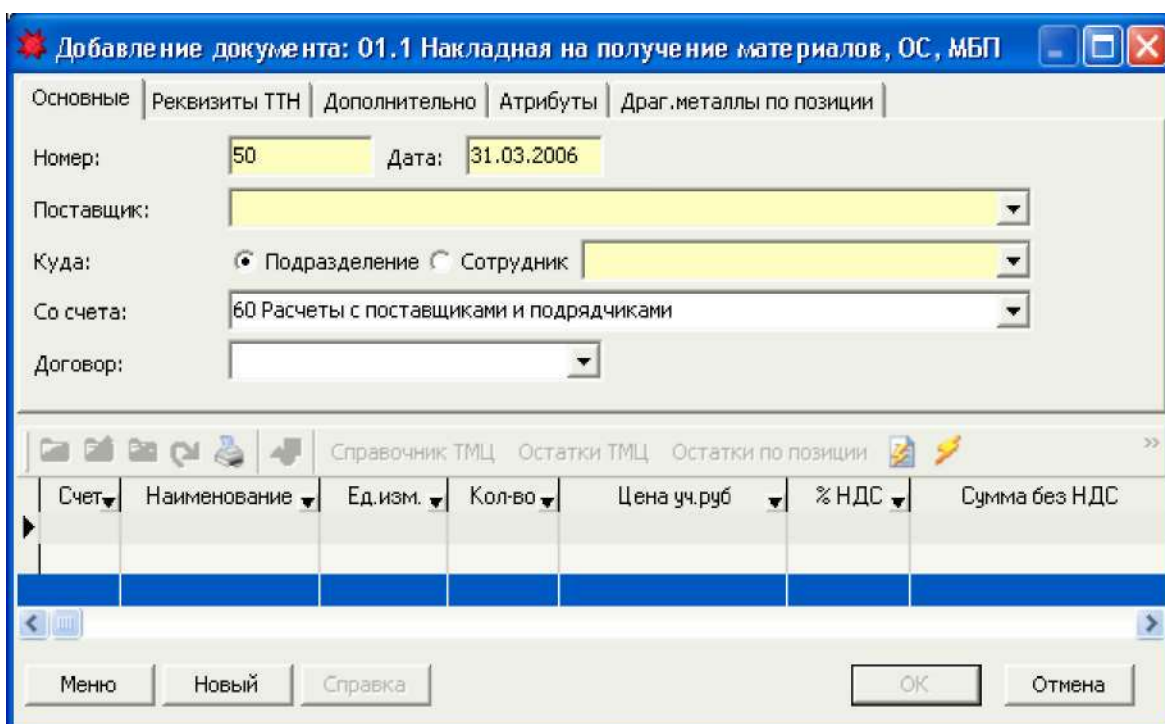 Добавление документа: 01.1 Накладная на получение материалов, ОС, МБП
Основные Реквизиты ТТН Дополнительно Атрибуты Драг.металлы по позиции
Номер: 50 Дата: 31.03.2006
Поставщик:
Куда: Подразделение Сотрудник
Со счета: 60 Расчеты с поставщиками и подрядчиками
Договор:
Справочник ТМЦ Остатки ТМЦ Остатки по позиции »
Счет Наименование Ед.изм. Кол-во Цена уч.руб % НДС Сумма без НДС
Меню Новый Справка ОК Отмена